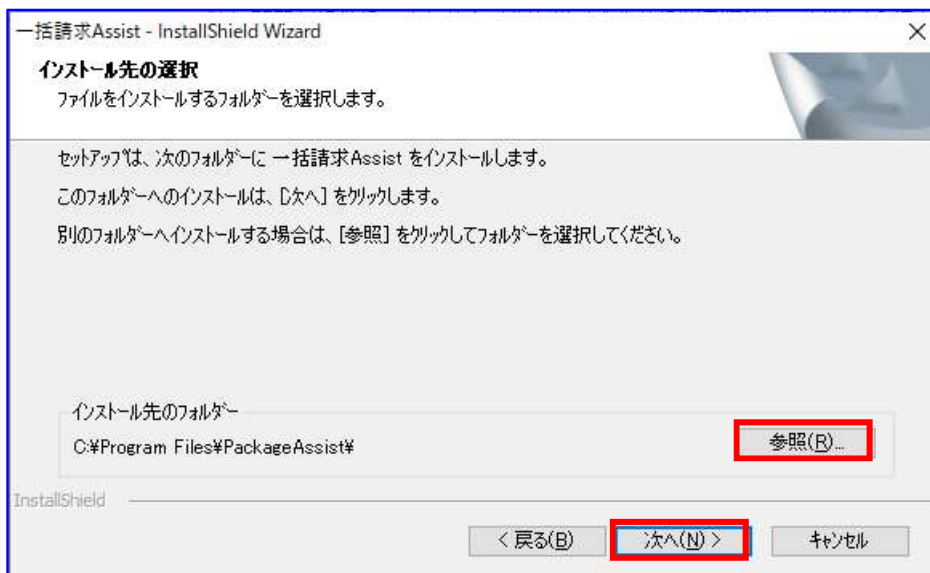 一括請求Assist - InstallShield Wizard
インストール先の選択
ファイルをインストールするフォルダーを選択します。
セットアップは、次のフォルダーに 一括請求Assist をインストールします。
このフォルダーへのインストールは、[次へ] をクリックします。
別のフォルダーへインストールする場合は、[参照] をクリックしてフォルダーを選択してください。
インストール先のフォルダー
C:¥Program Files¥PackageAssist¥
参照(R)...
InstallShield
< 戻る(B)
次へ(N) >
キャンセル